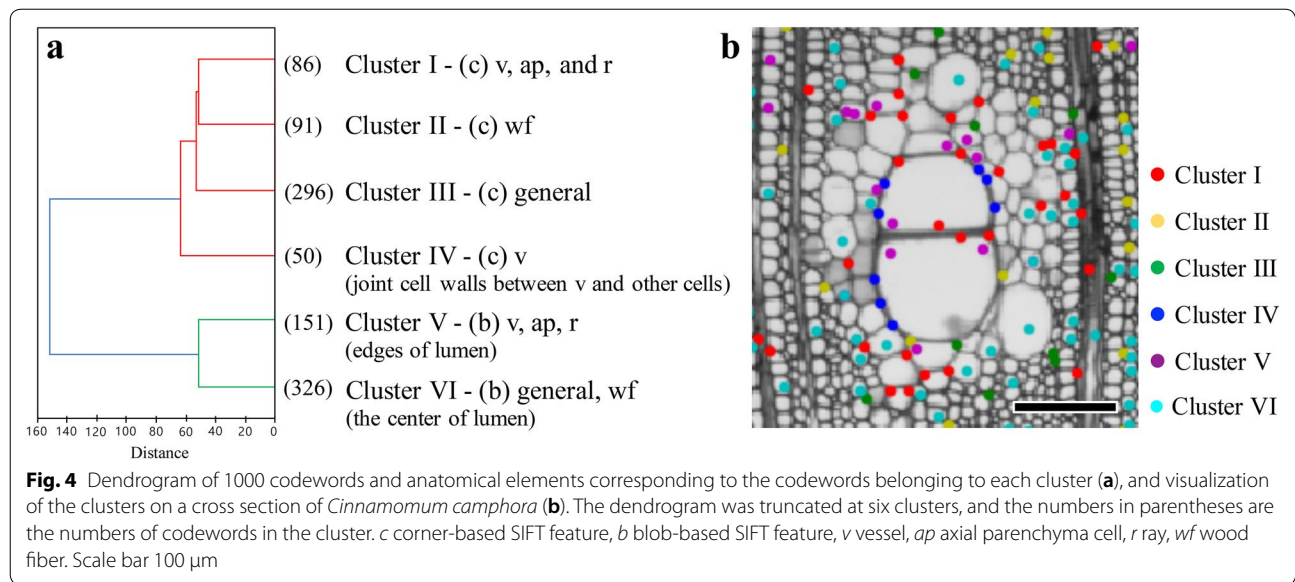 a
(86) Cluster I - (c) v, ap, and r
(91) Cluster II - (c) wf
(296) Cluster III - (c) general
(50) Cluster IV - (c) v
(joint cell walls between v and other cells)
(151) Cluster V - (b) v, ap, r
(edges of lumen)
(326) Cluster VI - (b) general, wf
(the center of lumen)
160 140 120 100 80 60 40 20 0
Distance
b
Cluster I
Cluster II
Cluster III
Cluster IV
Cluster V
Cluster VI
Fig. 4 Dendrogram of 1000 codewords and anatomical elements corresponding to the codewords belonging to each cluster (a), and visualization
of the clusters on a cross section of Cinnamomum camphora (b). The dendrogram was truncated at six clusters, and the numbers in parentheses are
the numbers of codewords in the cluster. c corner-based SIFT feature, b blob-based SIFT feature, v vessel, ap axial parenchyma cell, r ray, wf wood
fiber. Scale bar 100 μm